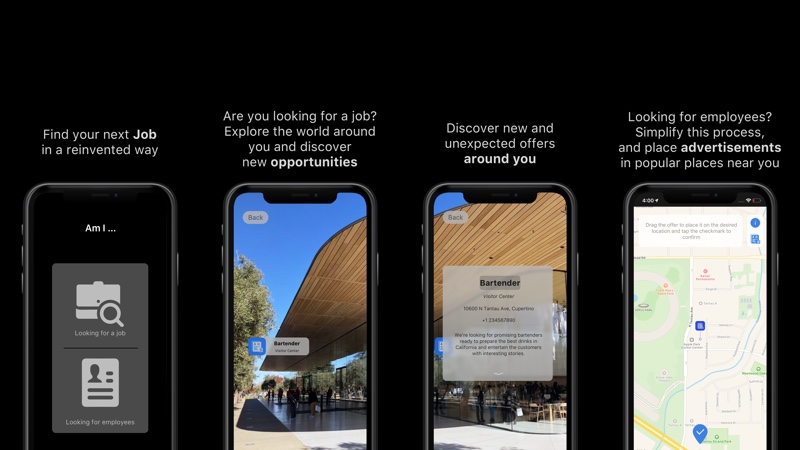 Find your next Job
in a reinvented way
Am I ...
Looking for a job
Looking for employees
Are you looking for a job?
Explore the world around
you and discover
new opportunities
Back
Bartender
Visitor Center
Discover new and
unexpected offers
around you
Back
Bartender
Visitor Center
10600 N Tantau Ave, Cupertino
+1 234567890
We're looking for promising bartenders
ready to prepare the best drinks in
California and entertain the customers
with interesting stories.
Looking for employees?
Simplify this process,
and place advertisements
in popular places near you
4:00
Drag the offer to place it on the desired
location and tap the checkmark to
confirm.